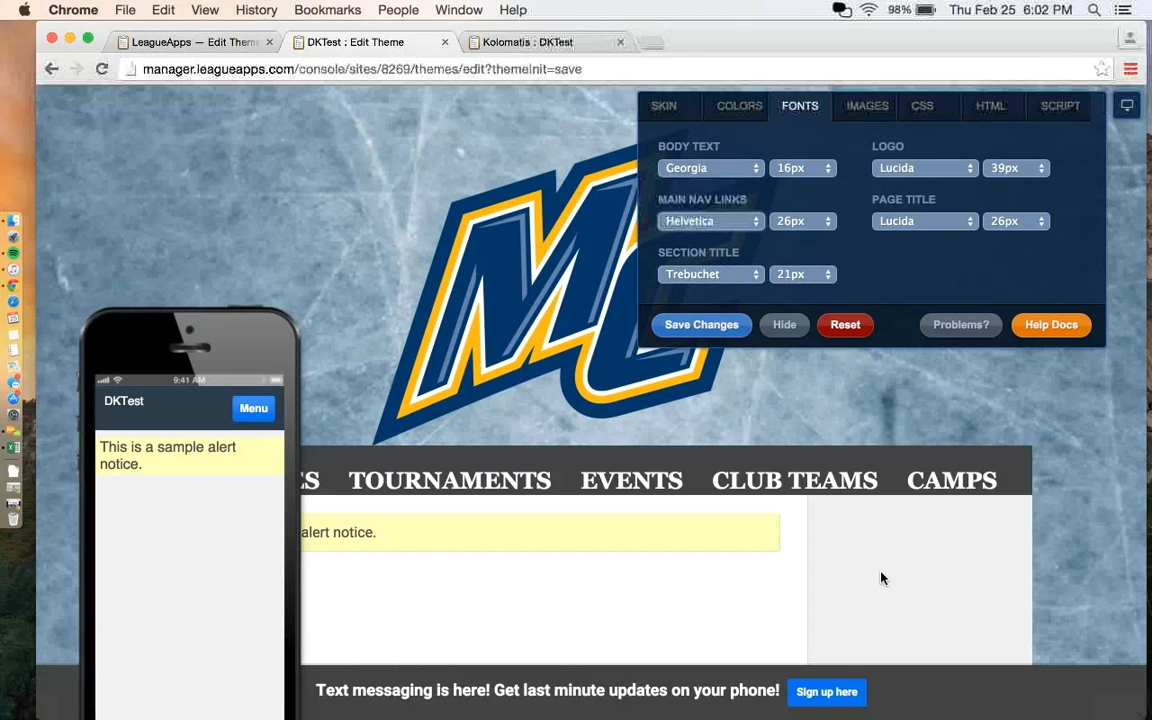 Chrome File Edit View History Bookmarks People Window Help 98% Thu Feb 25 6:02 PM
LeagueApps — Edit Them × DKTest : Edit Theme × Kolomatis : DKTest ×
manager.leagueapps.com/console/sites/8269/themes/edit?themeInit=save
SKIN COLORS FONTS IMAGES CSS HTML SCRIPT
BODY TEXT LOGO
Georgia 16px Lucida 39px
MAIN NAV LINKS PAGE TITLE
Helvetica 26px Lucida 26px
SECTION TITLE
Trebuchet 21px
Save Changes Hide Reset Problems? Help Docs
MC
9:41 AM
DKTest Menu
This is a sample alert
notice.
ES TOURNAMENTS EVENTS CLUB TEAMS CAMPS
alert notice.
Text messaging is here! Get last minute updates on your phone! Sign up here